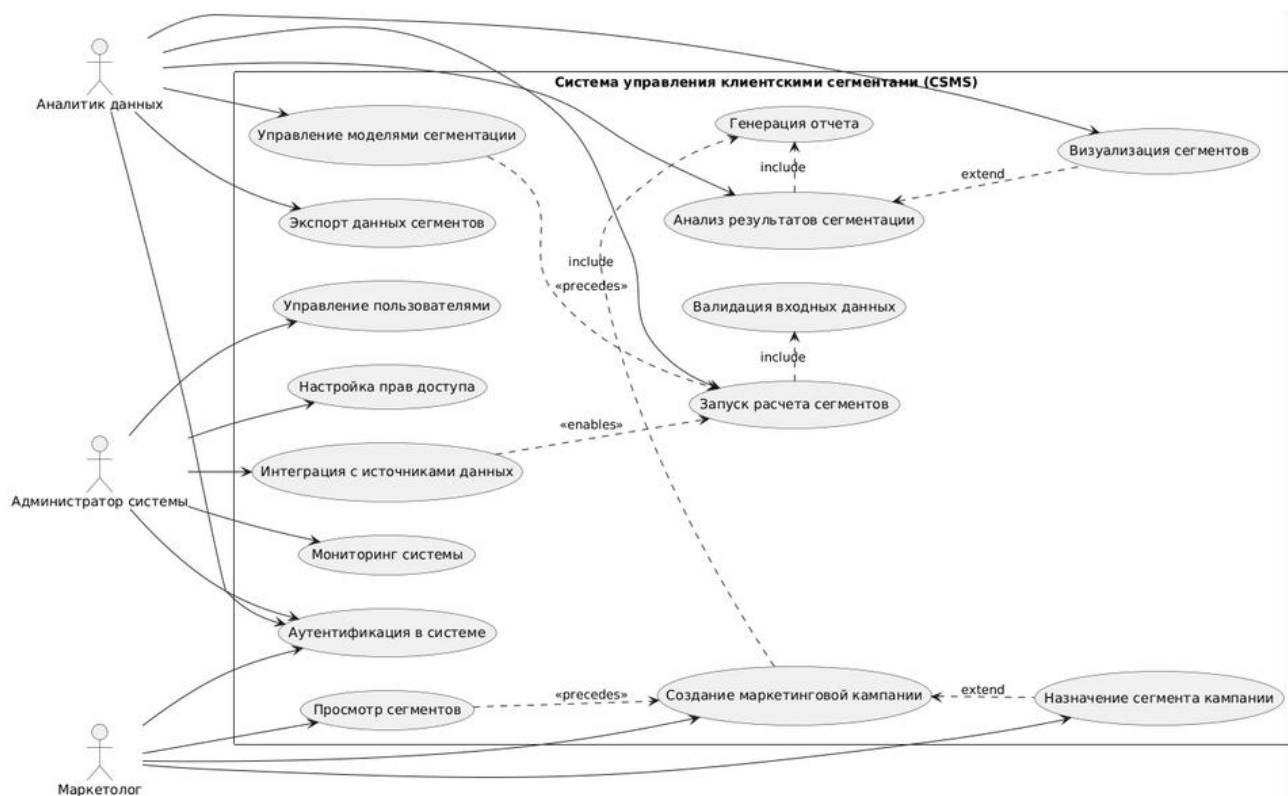 Система управления клиентскими сегментами (CSMS)
Аналитик данных
Управление моделями сегментации
Генерация отчета
Визуализация сегментов
include
extend
Экспорт данных сегментов
Анализ результатов сегментации
include
«precedes»
Управление пользователями
Валидация входных данных
include
Настройка прав доступа
Запуск расчета сегментов
«enables»
Интеграция с источниками данных
Администратор системы
Мониторинг системы
Аутентификация в системе
«precedes»
Создание маркетинговой кампании
extend
Назначение сегмента кампании
Просмотр сегментов
Маркетолог